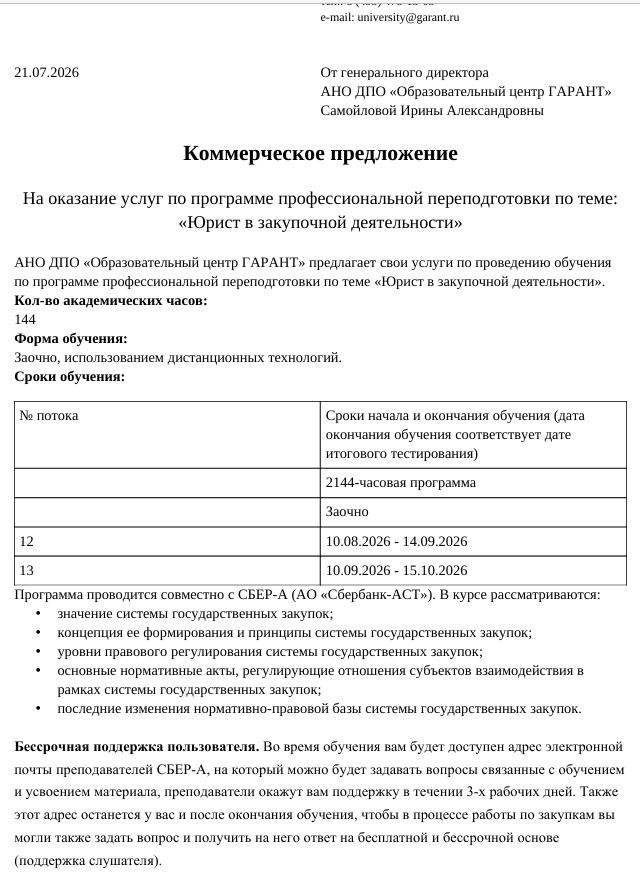 e-mail: university@garant.ru
21.07.2026
От генерального директора
АНО ДПО «Образовательный центр ГАРАНТ»
Самойловой Ирины Александровны
Коммерческое предложение
На оказание услуг по программе профессиональной переподготовки по теме:
«Юрист в закупочной деятельности»
АНО ДПО «Образовательный центр ГАРАНТ» предлагает свои услуги по проведению обучения
по программе профессиональной переподготовки по теме «Юрист в закупочной деятельности».
Кол-во академических часов:
144
Форма обучения:
Заочно, использованием дистанционных технологий.
Сроки обучения:
№ потока
Сроки начала и окончания обучения (дата
окончания обучения соответствует дате
итогового тестирования)
2144-часовая программа
Заочно
12
10.08.2026 - 14.09.2026
13
10.09.2026 - 15.10.2026
Программа проводится совместно с СБЕР-А (АО «Сбербанк-АСТ»). В курсе рассматриваются:
• значение системы государственных закупок;
• концепция ее формирования и принципы системы государственных закупок;
• уровни правового регулирования системы государственных закупок;
• основные нормативные акты, регулирующие отношения субъектов взаимодействия в
рамках системы государственных закупок;
• последние изменения нормативно-правовой базы системы государственных закупок.
Бессрочная поддержка пользователя. Во время обучения вам будет доступен адрес электронной
почты преподавателей СБЕР-А, на который можно будет задавать вопросы связанные с обучением
и усвоением материала, преподаватели окажут вам поддержку в течении 3-х рабочих дней. Также
этот адрес останется у вас и после окончания обучения, чтобы в процессе работы по закупкам вы
могли также задать вопрос и получить на него ответ на бесплатной и бессрочной основе
(поддержка слушателя).